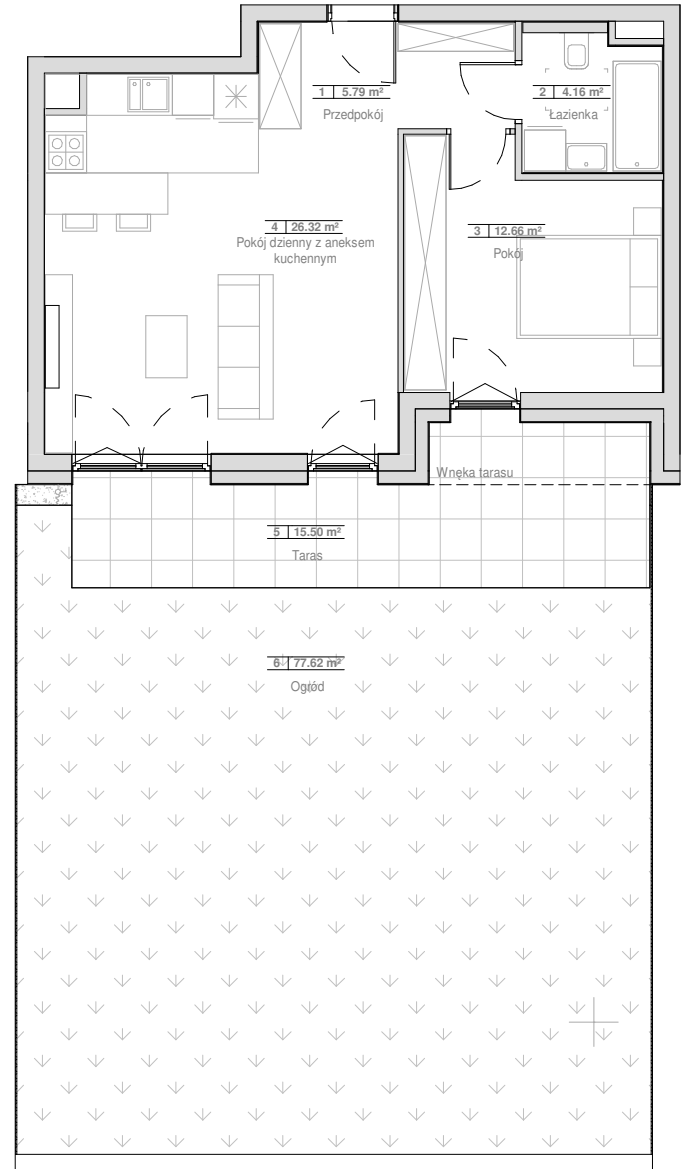 1 5.79 m²
Przedpokój
2 4.16 m²
Łazienka
4 26.32 m²
Pokój dzienny z aneksem
kuchennym
3 12.66 m²
Pokój
Wnęka tarasu
5 15.50 m²
Taras
6 77.62 m²
Ogród